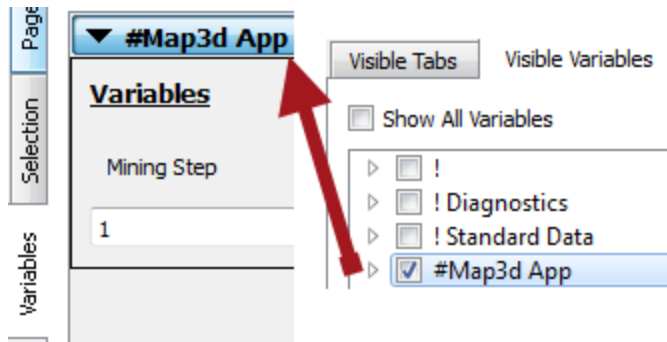 Page
Selection
Variables
#Map3d App
Variables
Mining Step
1
Visible Tabs
Visible Variables
Show All Variables
!
! Diagnostics
! Standard Data
#Map3d App